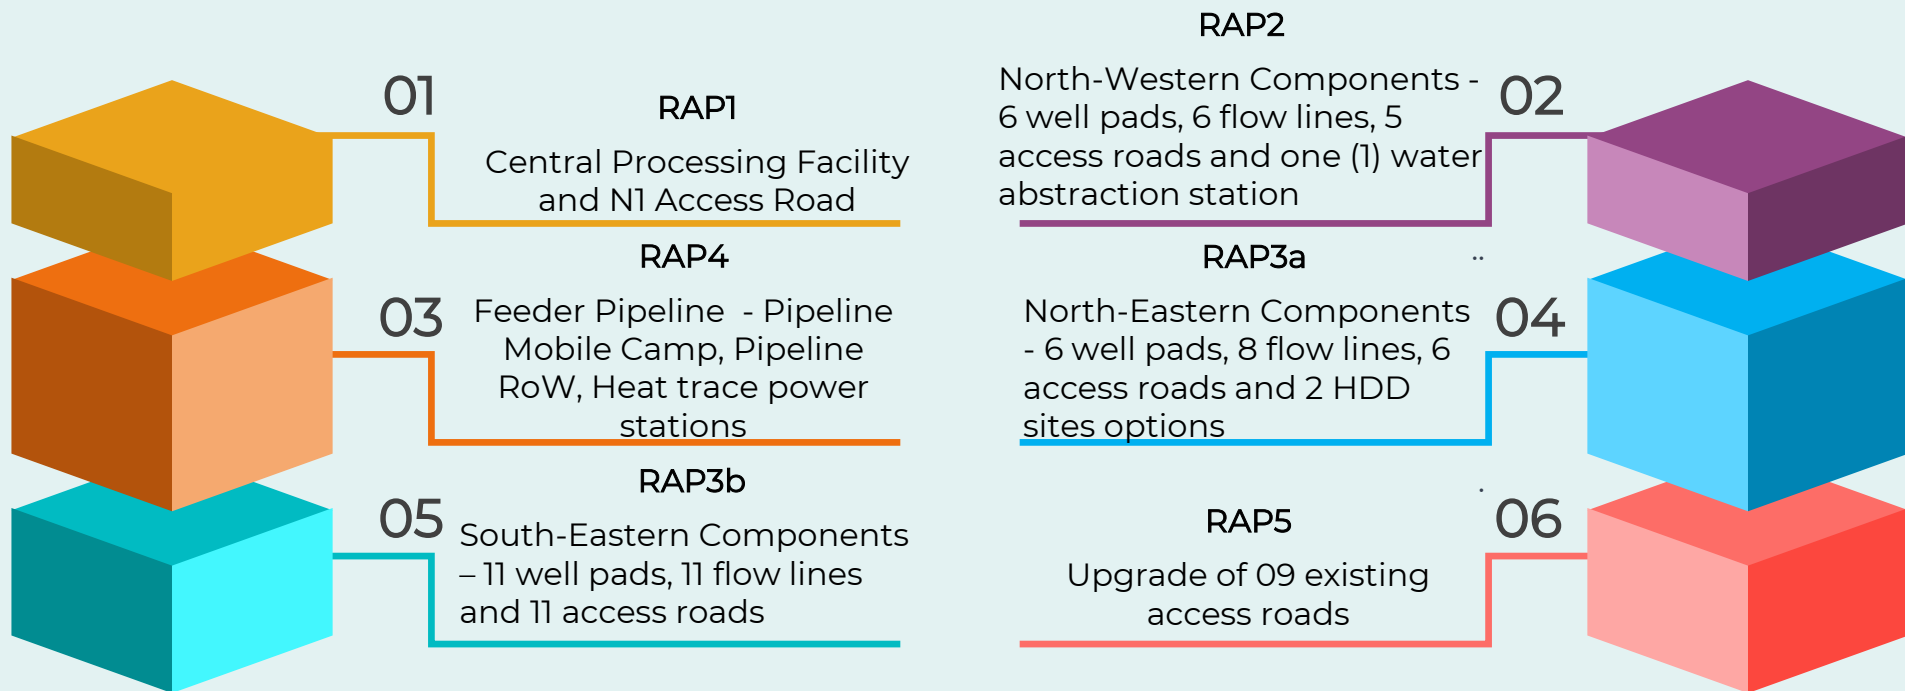 01
RAP1
Central Processing Facility
and N1 Access Road
RAP2
02
North-Western Components -
6 well pads, 6 flow lines, 5
access roads and one (1) water
abstraction station
03
RAP4
Feeder Pipeline  - Pipeline
Mobile Camp, Pipeline
RoW, Heat trace power
stations
..
04
RAP3a
North-Eastern Components
- 6 well pads, 8 flow lines, 6
access roads and 2 HDD
sites options
05
RAP3b
South-Eastern Components
– 11 well pads, 11 flow lines
and 11 access roads
.
06
RAP5
Upgrade of 09 existing
access roads